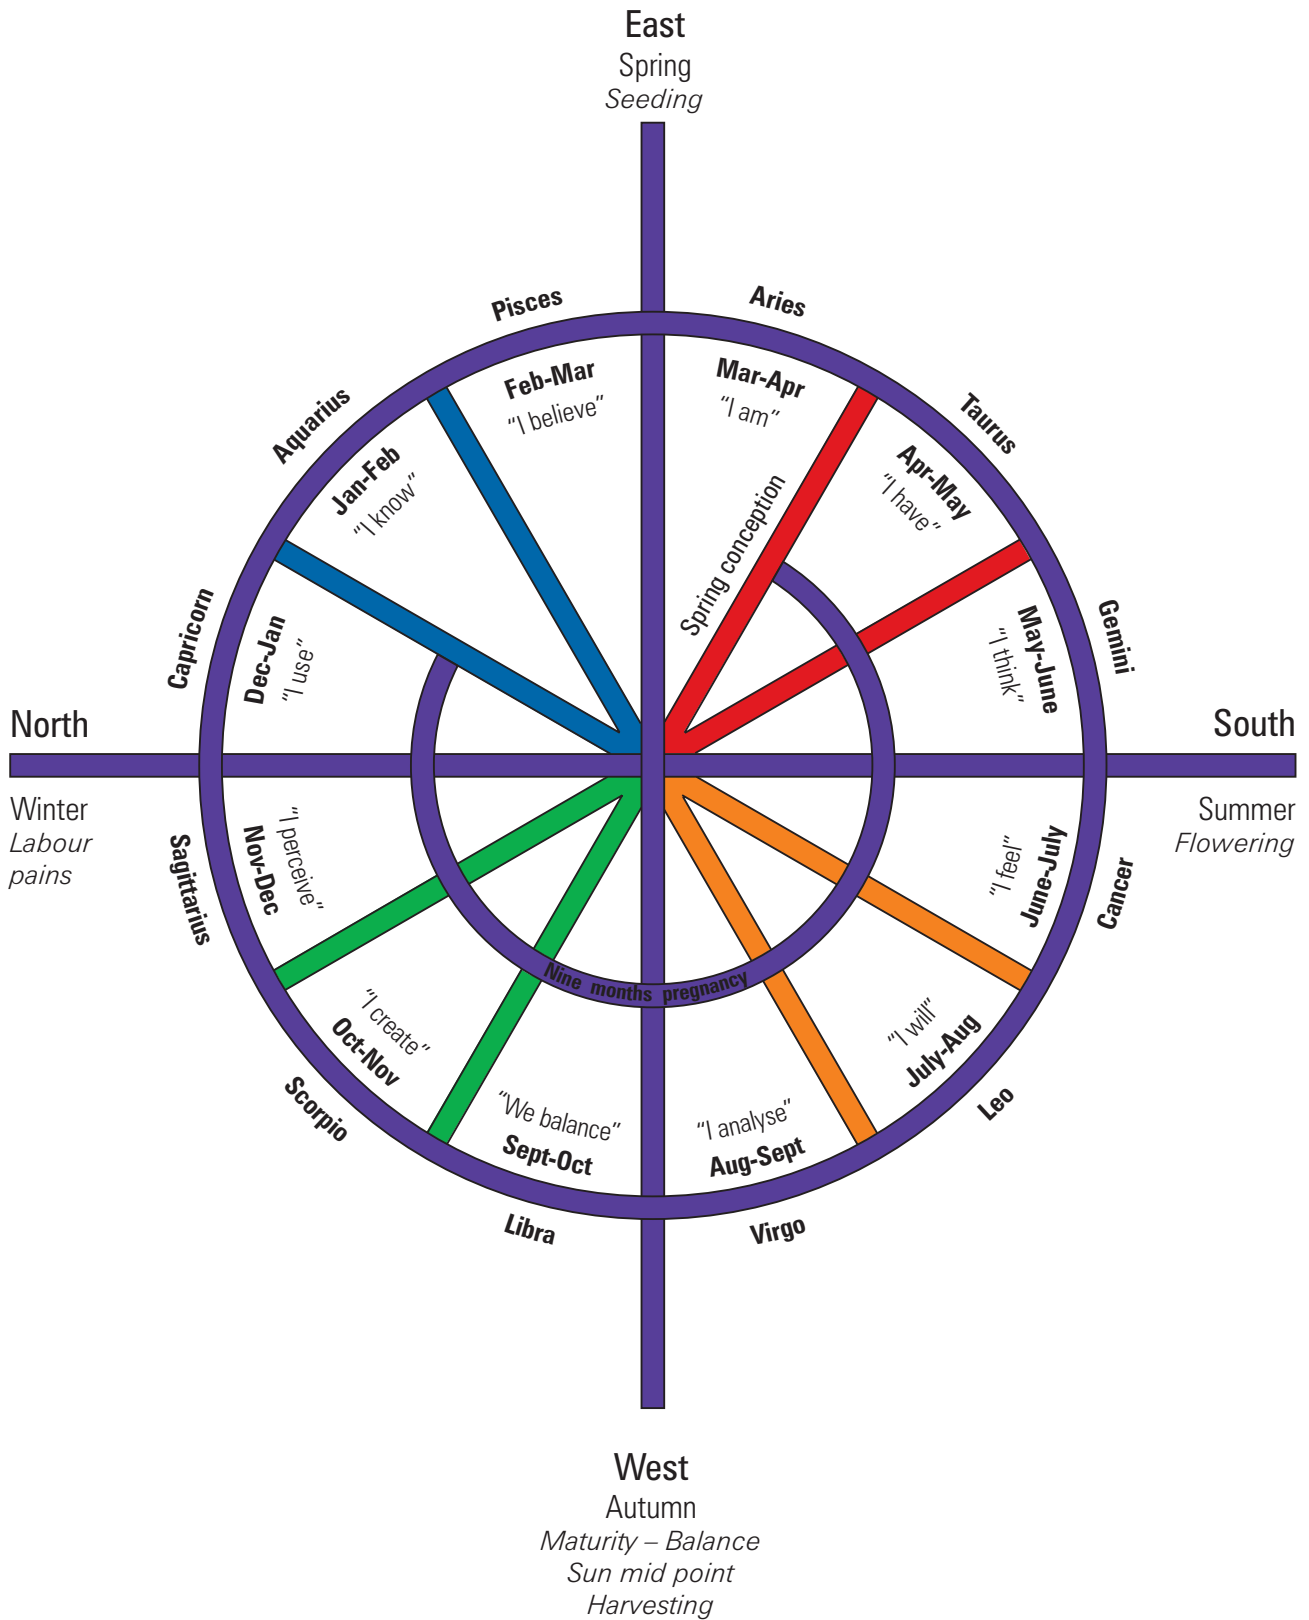 East
Spring
Seeding
Pisces
Aries
Feb-Mar
“I believe”
Mar-Apr
“I am”
Aquarius
Jan-Feb
“I know”
Taurus
Apr-May
“I have”
Spring conception
Capricorn
Dec-Jan
“I use”
Gemini
May-June
“I think”
North
South
Winter
Labour
pains
Summer
Flowering
Sagittarius
Nov-Dec
“I perceive”
Cancer
June-July
“I feel”
Nine months pregnancy
“I create”
Oct-Nov
Scorpio
“I will”
July-Aug
Leo
“We balance”
Sept-Oct
Libra
“I analyse”
Aug-Sept
Virgo
West
Autumn
Maturity – Balance
Sun mid point
Harvesting